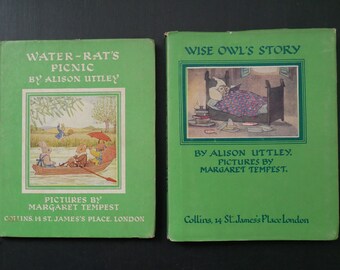 WATER-RAT'S
PICNIC
BY ALISON UTTLEY
PICTURES BY
MARGARET TEMPEST
COLLINS, 14 ST. JAMES'S PLACE, LONDON
WISE OWL'S STORY
BY ALISON UTTLEY.
PICTURES BY
MARGARET TEMPEST.
Collins, 14 St. James's Place London